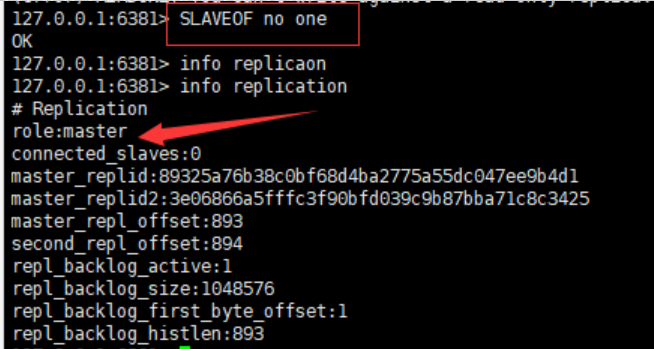 127.0.0.1:6381> SLAVEOF no one
OK
127.0.0.1:6381> info replicaon
127.0.0.1:6381> info replication
# Replication
role:master
connected_slaves:0
master_replid:89325a76b38c0bf68d4ba2775a55dc047ee9b4d1
master_replid2:3e06866a5fffc3f90bfd039c9b87bba71c8c3425
master_repl_offset:893
second_repl_offset:894
repl_backlog_active:1
repl_backlog_size:1048576
repl_backlog_first_byte_offset:1
repl_backlog_histlen:893